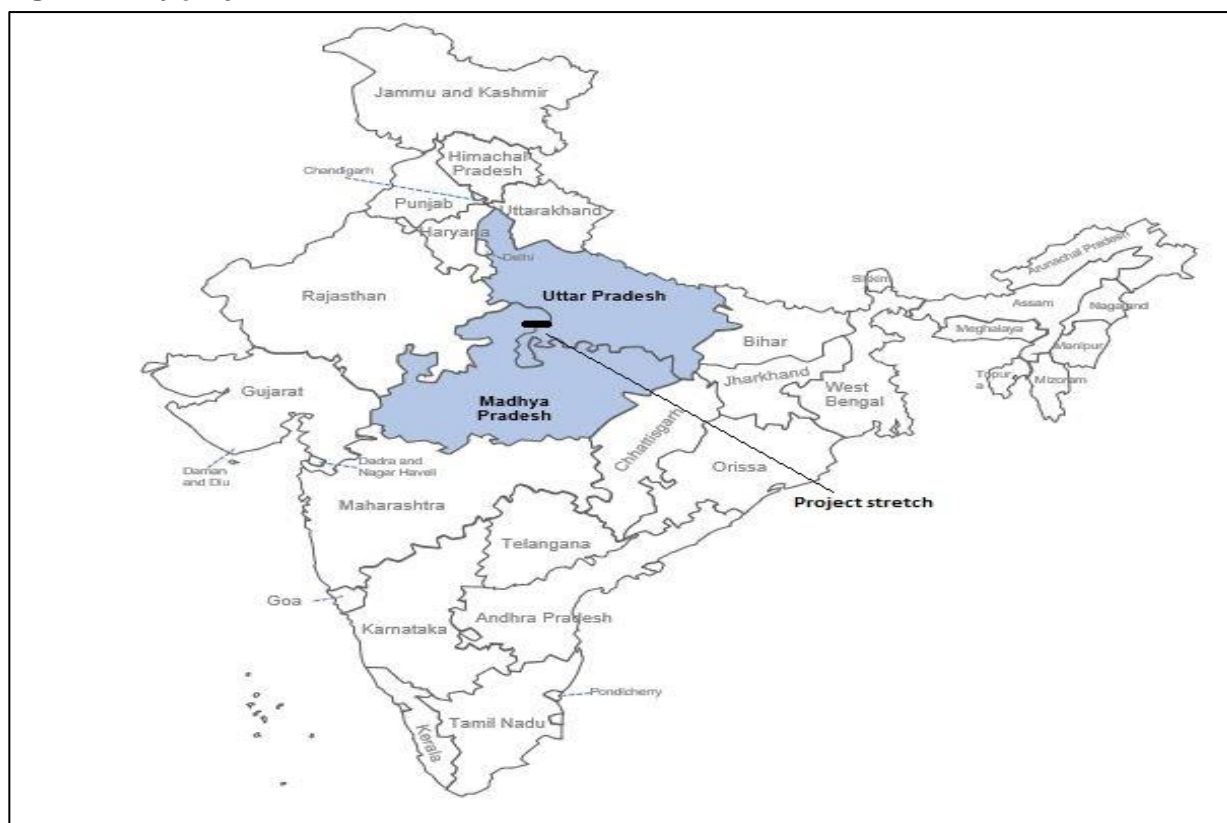 Jammu and Kashmir
Himachal
Pradesh
Chandigarh
Punjab
Uttarakhand
Haryana
Delhi
Arunachal Pradesh
Rajasthan
Uttar Pradesh
Sikkim
Assam
Nagaland
Meghalaya
Bihar
Manipur
Jharkhand
Tripur
a
Mizoram
Gujarat
West
Bengal
Madhya
Pradesh
Chhattisgarh
Daman
and Diu
Dadra and
Nagar Haveli
Orissa
Maharashtra
Project stretch
Telangana
Goa
Andhra Pradesh
Karnataka
Pondicherry
Tamil Nadu
Kerala